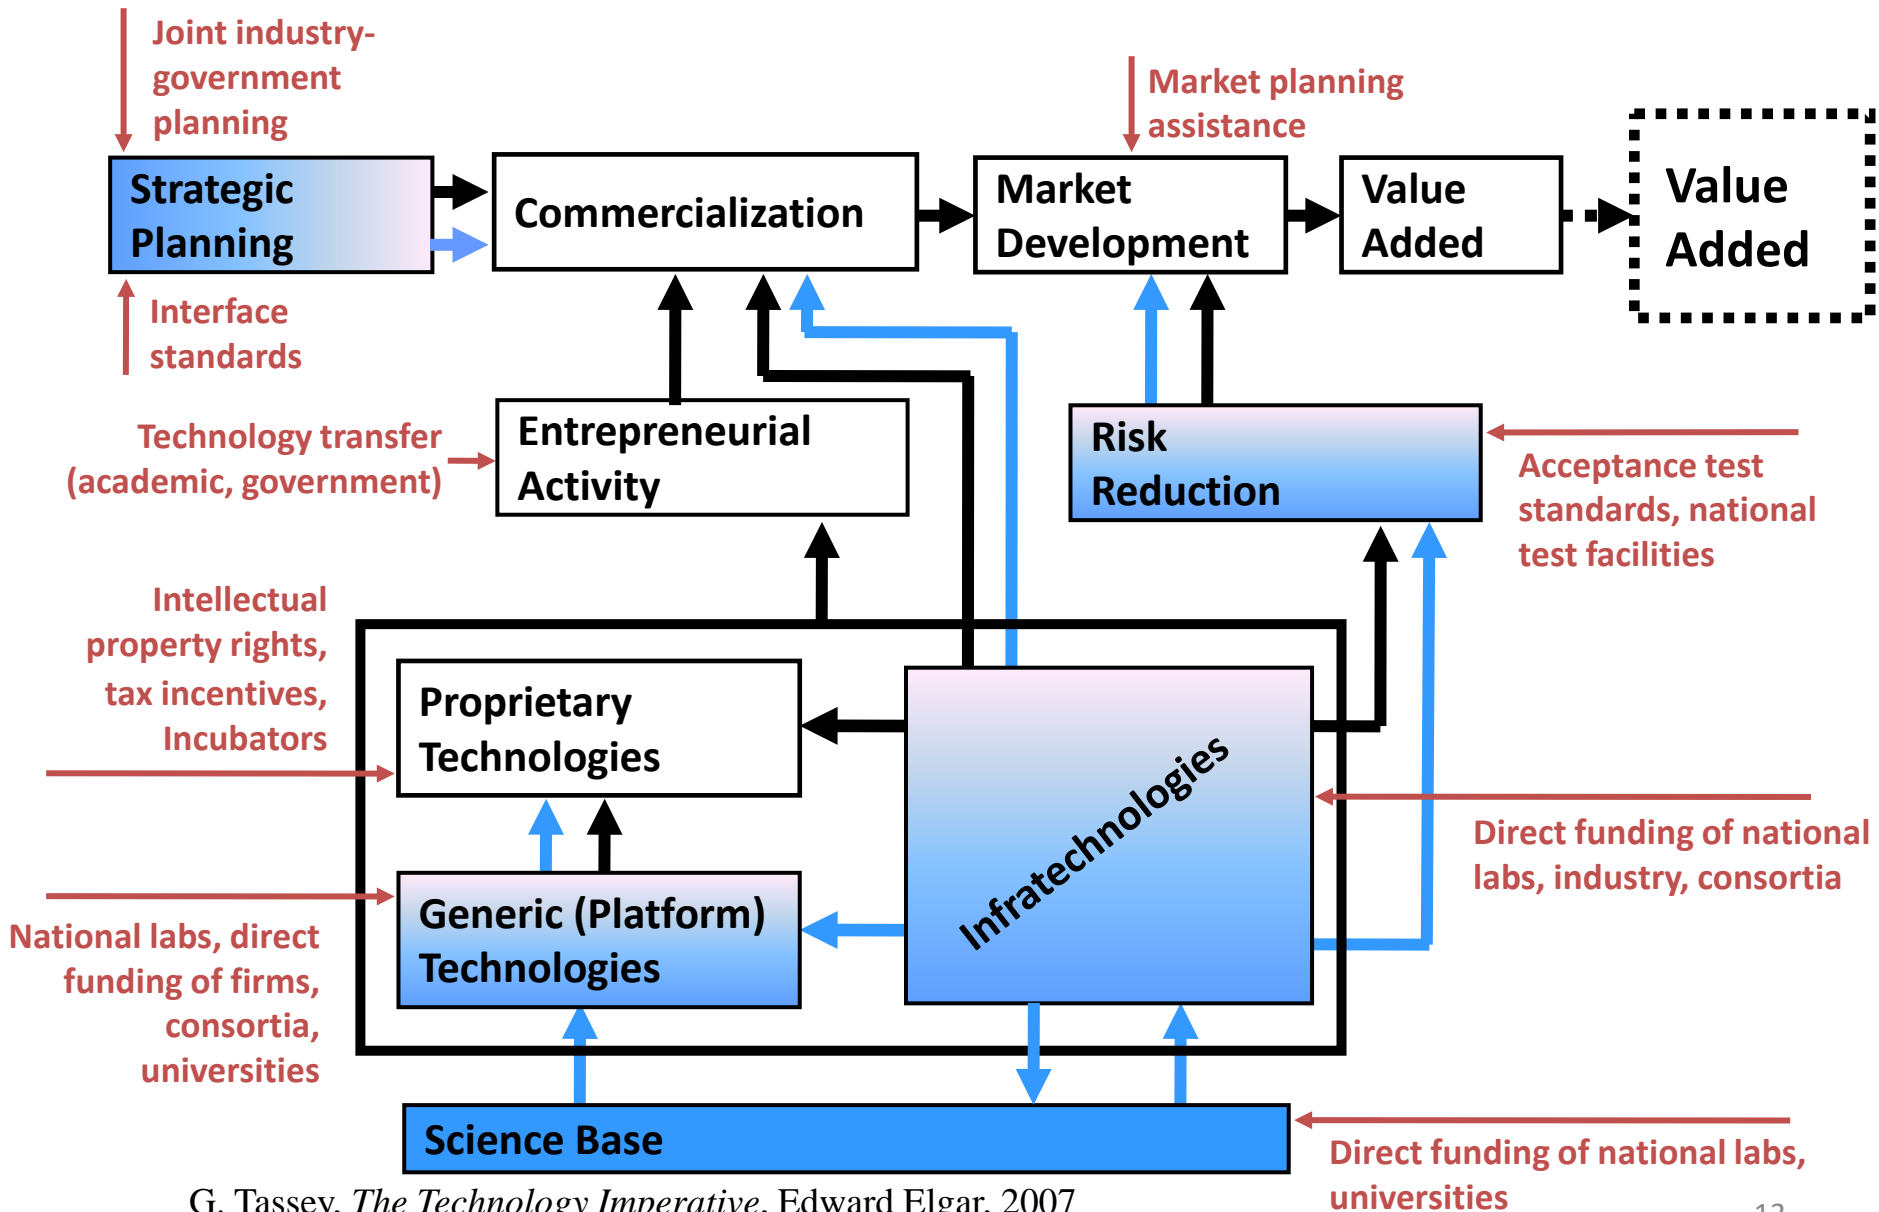 Joint industry-
government
planning
Market planning
assistance
Strategic
Planning
Commercialization
Market
Development
Value
Added
Value
Added
Interface
standards
Technology transfer
(academic, government)
Entrepreneurial
Activity
Risk
Reduction
Acceptance test
standards, national
test facilities
Intellectual
property rights,
tax incentives,
Incubators
Proprietary
Technologies
Infratechnologies
Direct funding of national
labs, industry, consortia
Generic (Platform)
Technologies
National labs, direct
funding of firms,
consortia,
universities
Science Base
Direct funding of national labs,
universities
G. Tassey, The Technology Imperative, Edward Elgar, 2007